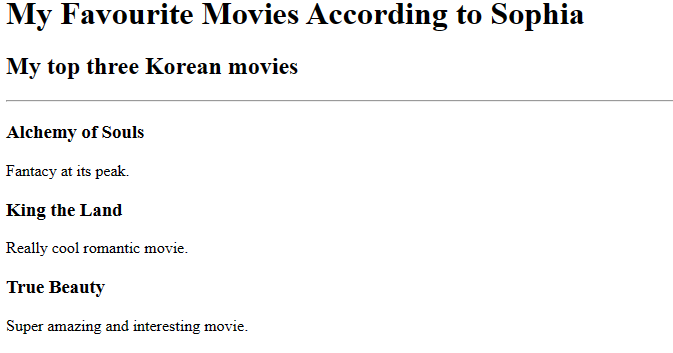 My Favourite Movies According to Sophia
My top three Korean movies
Alchemy of Souls
Fantacy at its peak.
King the Land
Really cool romantic movie.
True Beauty
Super amazing and interesting movie.